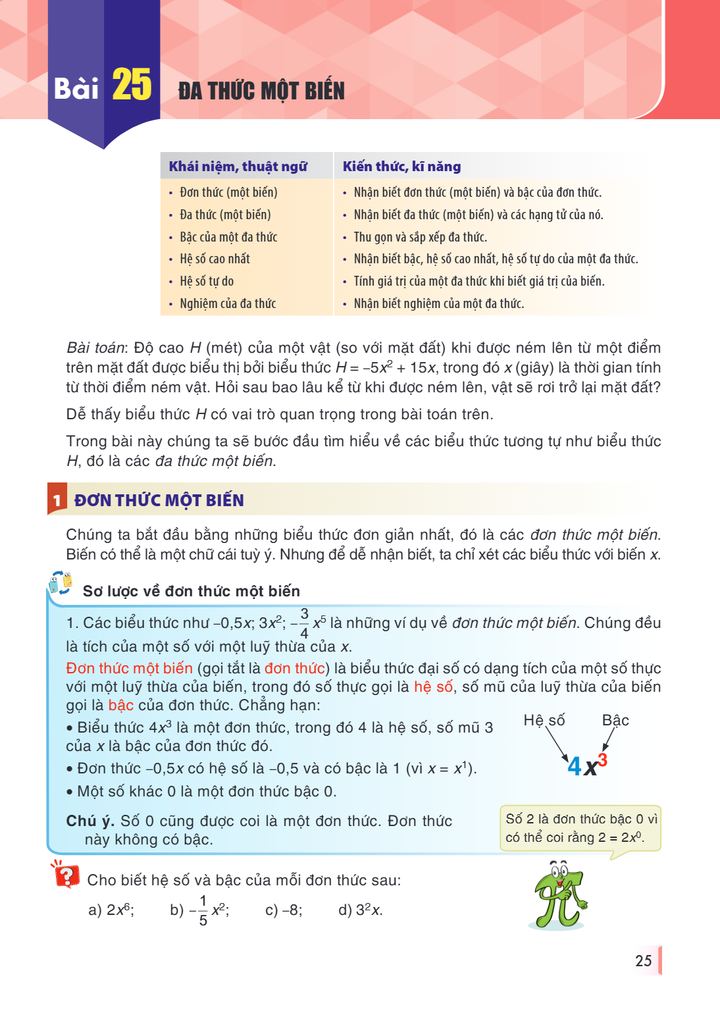 Bài 25 ĐA THỨC MỘT BIẾN
Khái niệm, thuật ngữ Kiến thức, kĩ năng
• Đơn thức (một biến) • Nhận biết đơn thức (một biến) và bậc của đơn thức.
• Đa thức (một biến) • Nhận biết đa thức (một biến) và các hạng tử của nó.
• Bậc của một đa thức • Thu gọn và sắp xếp đa thức.
• Hệ số cao nhất • Nhận biết bậc, hệ số cao nhất, hệ số tự do của một đa thức.
• Hệ số tự do • Tính giá trị của một đa thức khi biết giá trị của biến.
• Nghiệm của đa thức • Nhận biết nghiệm của một đa thức.
Bài toán: Độ cao H (mét) của một vật (so với mặt đất) khi được ném lên từ một điểm
trên mặt đất được biểu thị bởi biểu thức H = –5x² + 15x, trong đó x (giây) là thời gian tính
từ thời điểm ném vật. Hỏi sau bao lâu kể từ khi được ném lên, vật sẽ rơi trở lại mặt đất?
Dễ thấy biểu thức H có vai trò quan trọng trong bài toán trên.
Trong bài này chúng ta sẽ bước đầu tìm hiểu về các biểu thức tương tự như biểu thức
H, đó là các đa thức một biến.
1 ĐƠN THỨC MỘT BIẾN
Chúng ta bắt đầu bằng những biểu thức đơn giản nhất, đó là các đơn thức một biến.
Biến có thể là một chữ cái tuỳ ý. Nhưng để dễ nhận biết, ta chỉ xét các biểu thức với biến x.
Sơ lược về đơn thức một biến
1. Các biểu thức như –0,5x; 3x²; –3/4 x⁵ là những ví dụ về đơn thức một biến. Chúng đều
là tích của một số với một luỹ thừa của x.
Đơn thức một biến (gọi tắt là đơn thức) là biểu thức đại số có dạng tích của một số thực
với một luỹ thừa của biến, trong đó số thực gọi là hệ số, số mũ của luỹ thừa của biến
gọi là bậc của đơn thức. Chẳng hạn:
• Biểu thức 4x³ là một đơn thức, trong đó 4 là hệ số, số mũ 3
của x là bậc của đơn thức đó.
• Đơn thức –0,5x có hệ số là –0,5 và có bậc là 1 (vì x = x¹).
• Một số khác 0 là một đơn thức bậc 0.
Hệ số Bậc
4x³
Chú ý. Số 0 cũng được coi là một đơn thức. Đơn thức
này không có bậc.
Số 2 là đơn thức bậc 0 vì
có thể coi rằng 2 = 2x⁰.
? Cho biết hệ số và bậc của mỗi đơn thức sau:
a) 2x⁶; b) –1/5 x²; c) –8; d) 3²x.
25